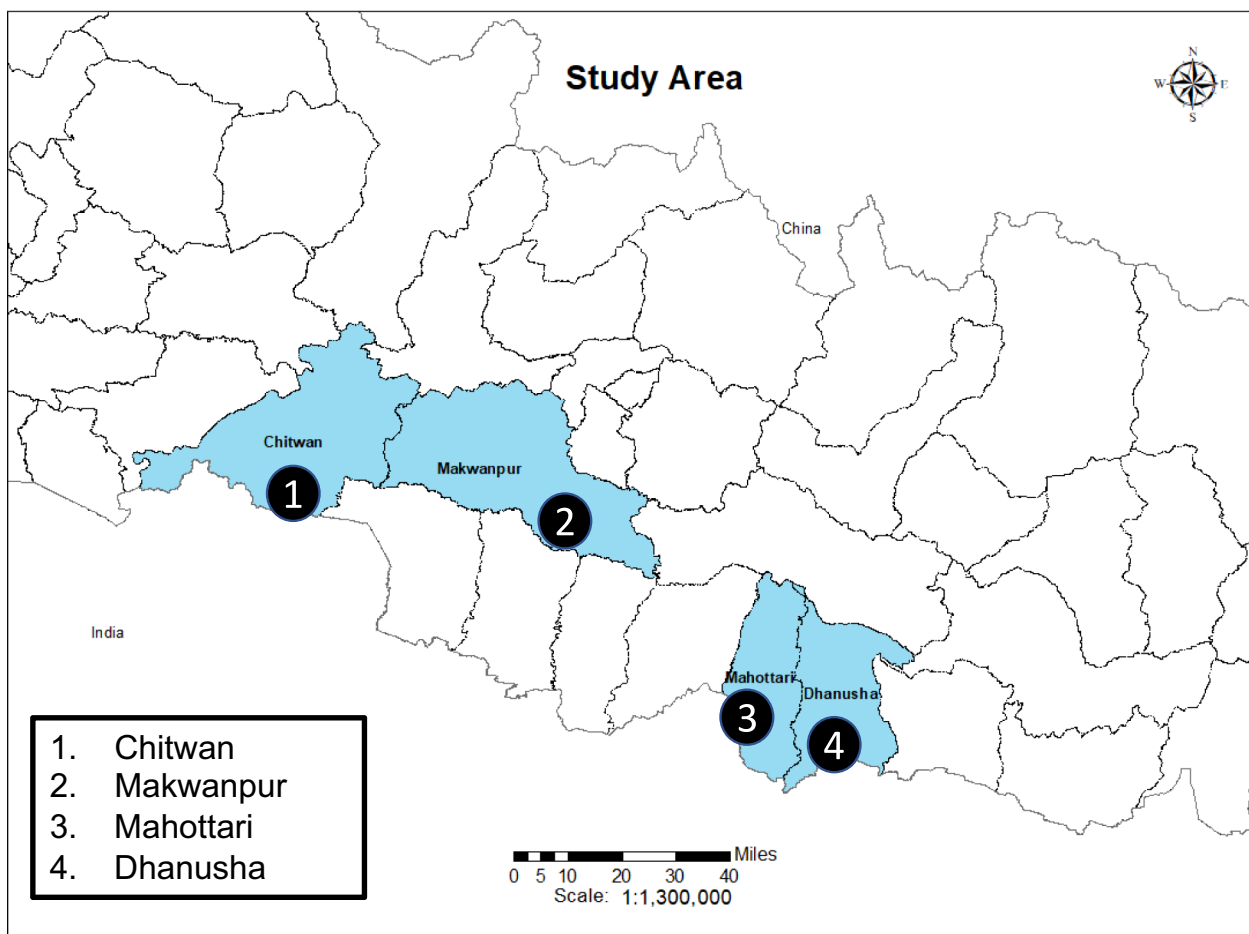 Study Area
N
W E
S
China
Chitwan
1
Makwanpur
2
India
Mahottari
3
Dhanusha
4
1. Chitwan
2. Makwanpur
3. Mahottari
4. Dhanusha
Miles
0 5 10 20 30 40
Scale: 1:1,300,000